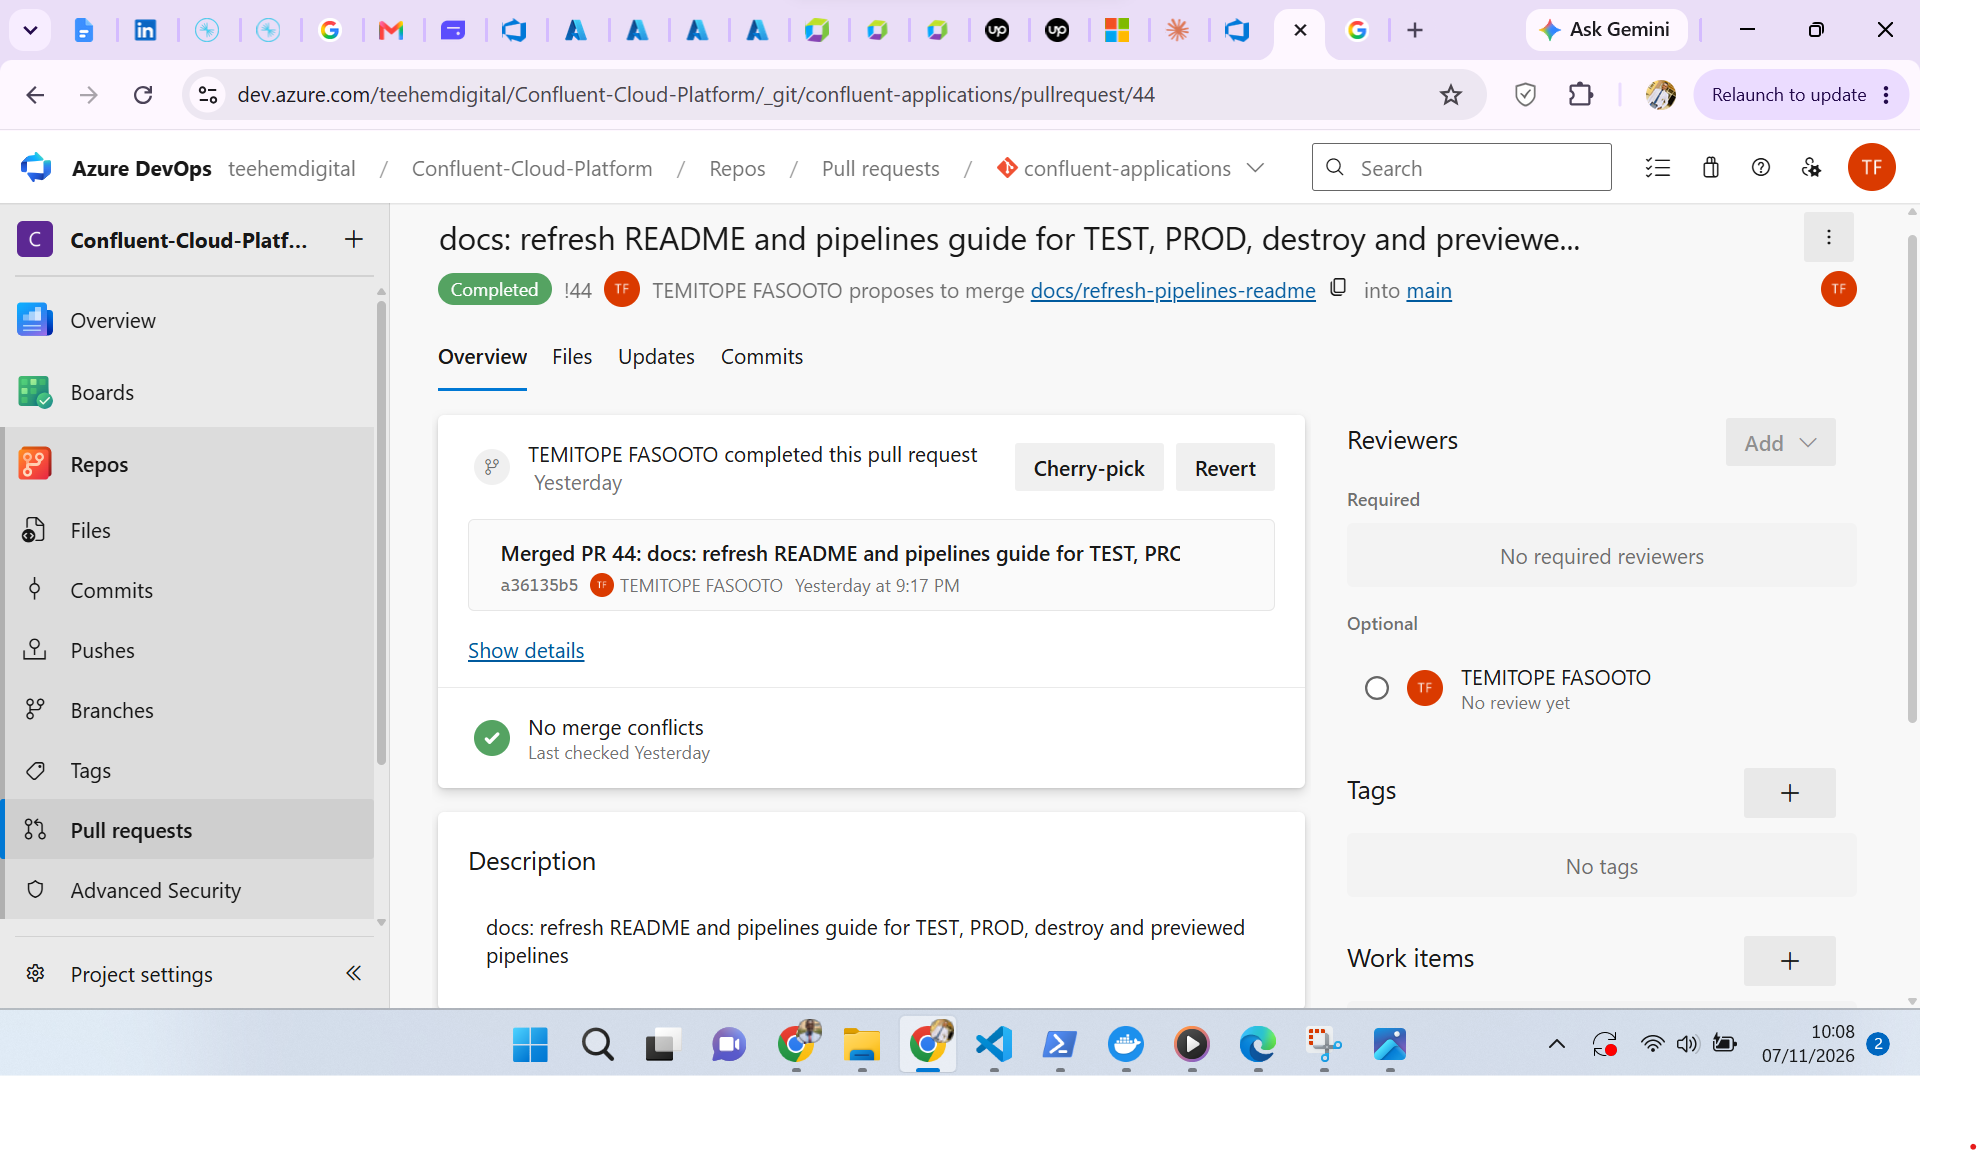 Ask Gemini
dev.azure.com/teehemdigital/Confluent-Cloud-Platform/_git/confluent-applications/pullrequest/44
Relaunch to update
Azure DevOps teehemdigital / Confluent-Cloud-Platform / Repos / Pull requests / confluent-applications
Search
TF
C Confluent-Cloud-Platf...
Overview
Boards
Repos
Files
Commits
Pushes
Branches
Tags
Pull requests
Advanced Security
Project settings
docs: refresh README and pipelines guide for TEST, PROD, destroy and previewe...
Completed !44 TF TEMITOPE FASOOTO proposes to merge docs/refresh-pipelines-readme into main
TF
Overview Files Updates Commits
TEMITOPE FASOOTO completed this pull request
Yesterday
Cherry-pick
Revert
Merged PR 44: docs: refresh README and pipelines guide for TEST, PRO
a36135b5 TF TEMITOPE FASOOTO Yesterday at 9:17 PM
Show details
No merge conflicts
Last checked Yesterday
Description
docs: refresh README and pipelines guide for TEST, PROD, destroy and previewed
pipelines
Reviewers
Add
Required
No required reviewers
Optional
TF TEMITOPE FASOOTO
No review yet
Tags
No tags
Work items
10:08
07/11/2026
2